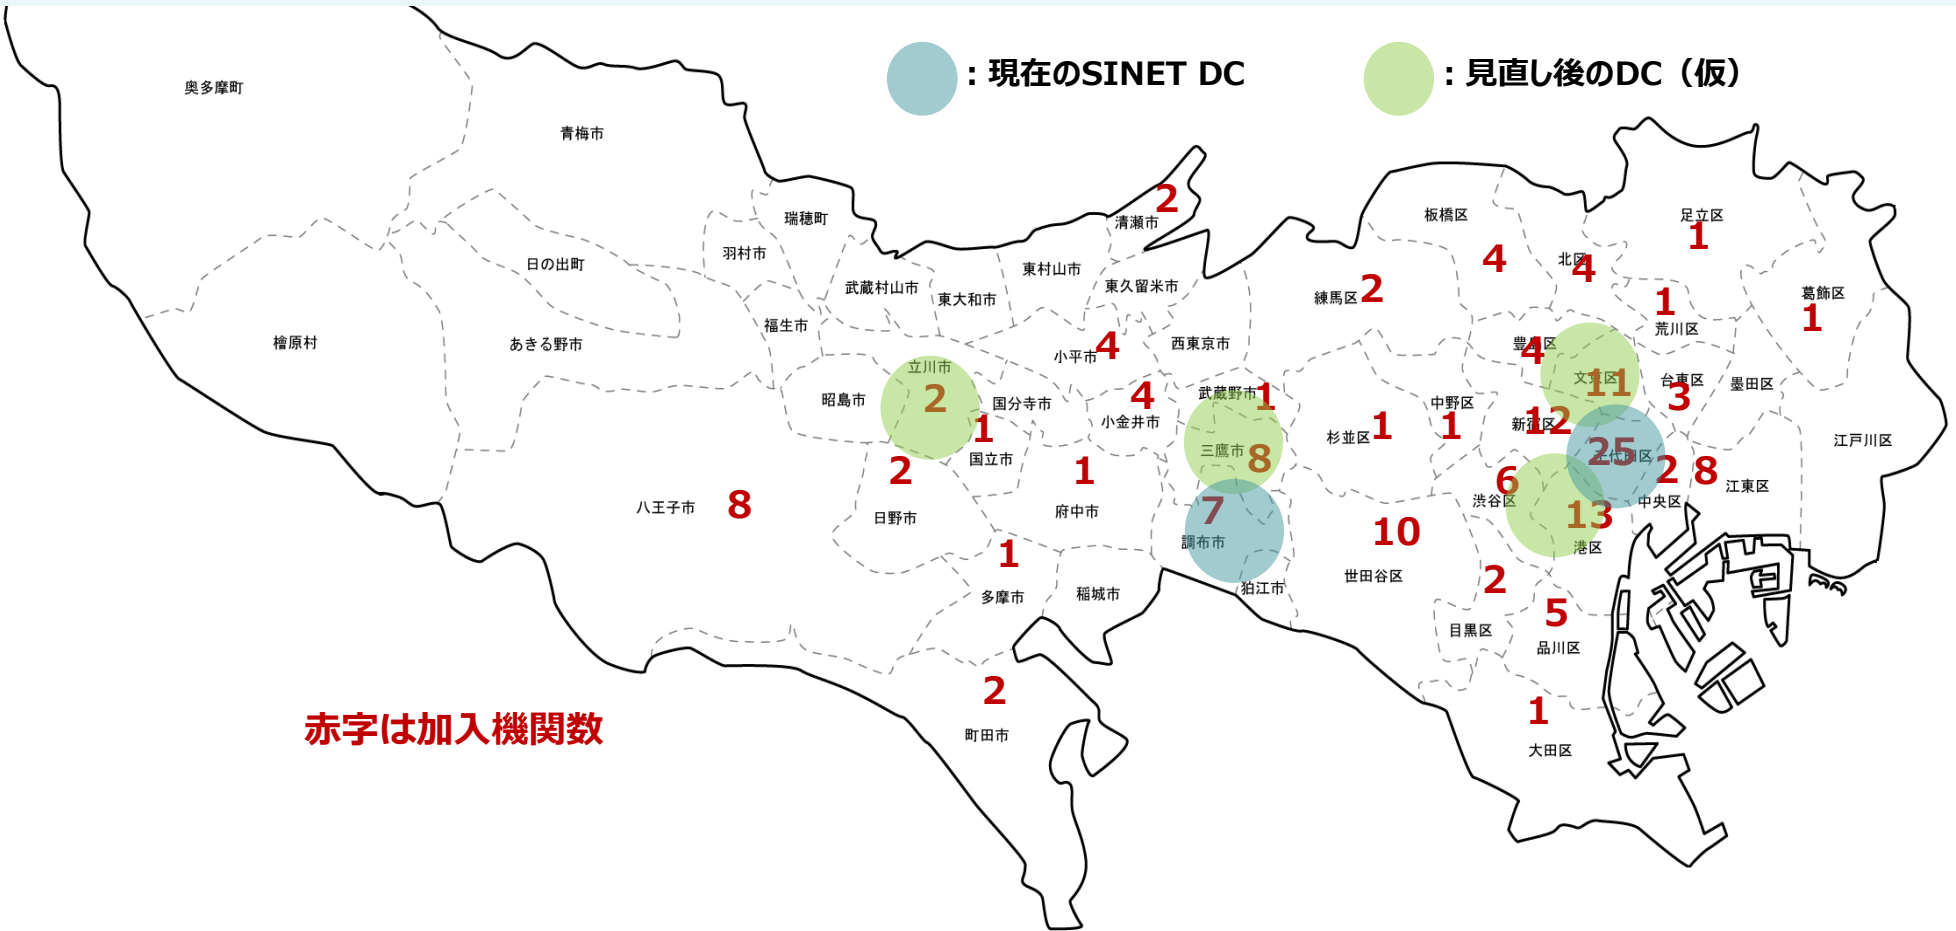 ：現在のSINET DC
：見直し後のDC（仮）
奥多摩町
青梅市
瑞穂町
羽村市
日の出町
福生市
武蔵村山市
東大和市
東村山市
清瀬市
2
東久留米市
西東京市
檜原村
あきる野市
立川市
2
昭島市
国分寺市
1
小平市
4
小金井市
4
武蔵野市
1
三鷹市
8
国立市
2
日野市
八王子市
8
府中市
1
調布市
7
狛江市
多摩市
1
稲城市
町田市
2
板橋区
4
北区
4
足立区
1
練馬区
2
荒川区
1
葛飾区
1
豊島区
4
文京区
11
台東区
3
墨田区
中野区
1
杉並区
1
新宿区
12
千代田区
25
江戸川区
渋谷区
6
中央区
2
江東区
8
港区
13
世田谷区
10
目黒区
2
品川区
5
大田区
1
赤字は加入機関数